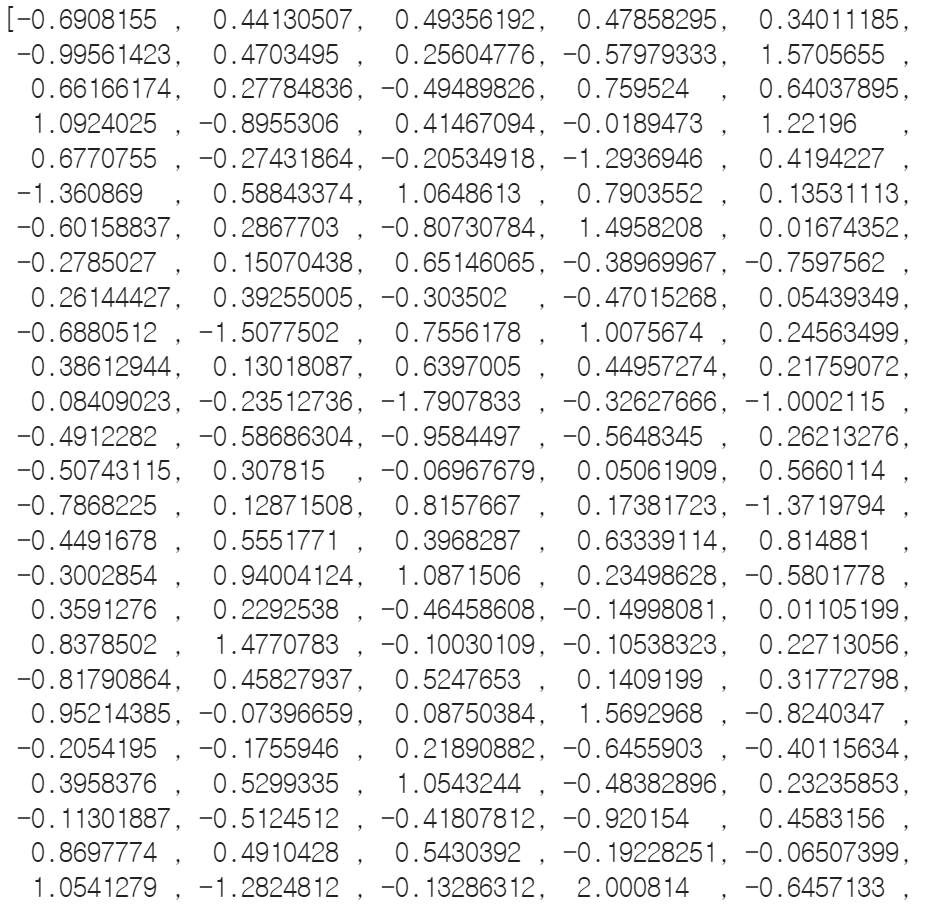 [-0.6908155 ,  0.44130507,  0.49356192,  0.47858295,  0.34011185,
 -0.99561423,  0.4703495 ,  0.25604776, -0.57979333,  1.5705655 ,
  0.66166174,  0.27784836, -0.49489826,  0.759524  ,  0.64037895,
  1.0924025 , -0.8955306 ,  0.41467094, -0.0189473 ,  1.22196   ,
  0.6770755 , -0.27431864, -0.20534918, -1.2936946 ,  0.4194227 ,
 -1.360869  ,  0.58843374,  1.0648613 ,  0.7903552 ,  0.13531113,
 -0.60158837,  0.2867703 , -0.80730784,  1.4958208 ,  0.01674352,
 -0.2785027 ,  0.15070438,  0.65146065, -0.38969967, -0.7597562 ,
  0.26144427,  0.39255005, -0.303502  , -0.47015268,  0.05439349,
 -0.6880512 , -1.5077502 ,  0.7556178 ,  1.0075674 ,  0.24563499,
  0.38612944,  0.13018087,  0.6397005 ,  0.44957274,  0.21759072,
  0.08409023, -0.23512736, -1.7907833 , -0.32627666, -1.0002115 ,
 -0.4912282 , -0.58686304, -0.9584497 , -0.5648345 ,  0.26213276,
 -0.50743115,  0.307815  , -0.06967679,  0.05061909,  0.5660114 ,
 -0.7868225 ,  0.12871508,  0.8157667 ,  0.17381723, -1.3719794 ,
 -0.4491678 ,  0.5551771 ,  0.3968287 ,  0.63339114,  0.814881  ,
 -0.3002854 ,  0.94004124,  1.0871506 ,  0.23498628, -0.5801778 ,
  0.3591276 ,  0.2292538 , -0.46458608, -0.14998081,  0.01105199,
  0.8378502 ,  1.4770783 , -0.10030109, -0.10538323,  0.22713056,
 -0.81790864,  0.45827937,  0.5247653 ,  0.1409199 ,  0.31772798,
  0.95214385, -0.07396659,  0.08750384,  1.5692968 , -0.8240347 ,
 -0.2054195 , -0.1755946 ,  0.21890882, -0.6455903 , -0.40115634,
  0.3958376 ,  0.5299335 ,  1.0543244 , -0.48382896,  0.23235853,
 -0.11301887, -0.5124512 , -0.41807812, -0.920154  ,  0.4583156 ,
  0.8697774 ,  0.4910428 ,  0.5430392 , -0.19228251, -0.06507399,
  1.0541279 , -1.2824812 , -0.13286312,  2.000814  , -0.6457133 ,